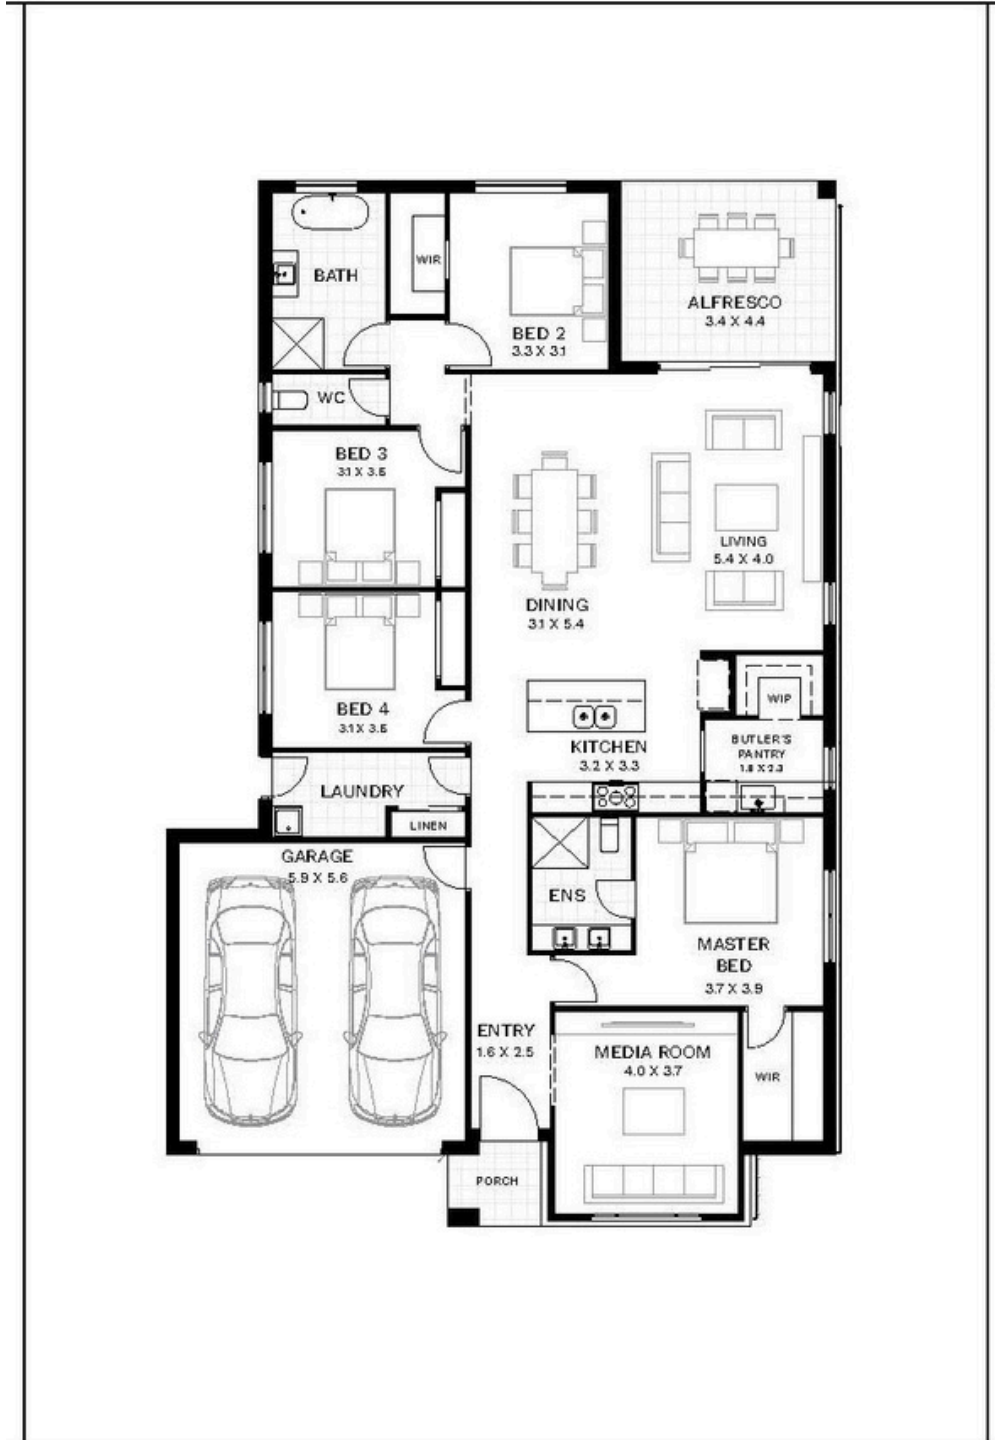 BATH
WIR
BED 2
3.3 X 3.1
ALFRESCO
3.4 X 4.4
WC
BED 3
3.1 X 3.5
LIVING
5.4 X 4.0
DINING
3.1 X 5.4
BED 4
3.1 X 3.5
WIP
KITCHEN
3.2 X 3.3
BUTLER'S
PANTRY
1.8 X 2.3
LAUNDRY
LINEN
GARAGE
5.9 X 5.6
ENS
MASTER
BED
3.7 X 3.9
ENTRY
1.6 X 2.5
MEDIA ROOM
4.0 X 3.7
WIR
PORCH